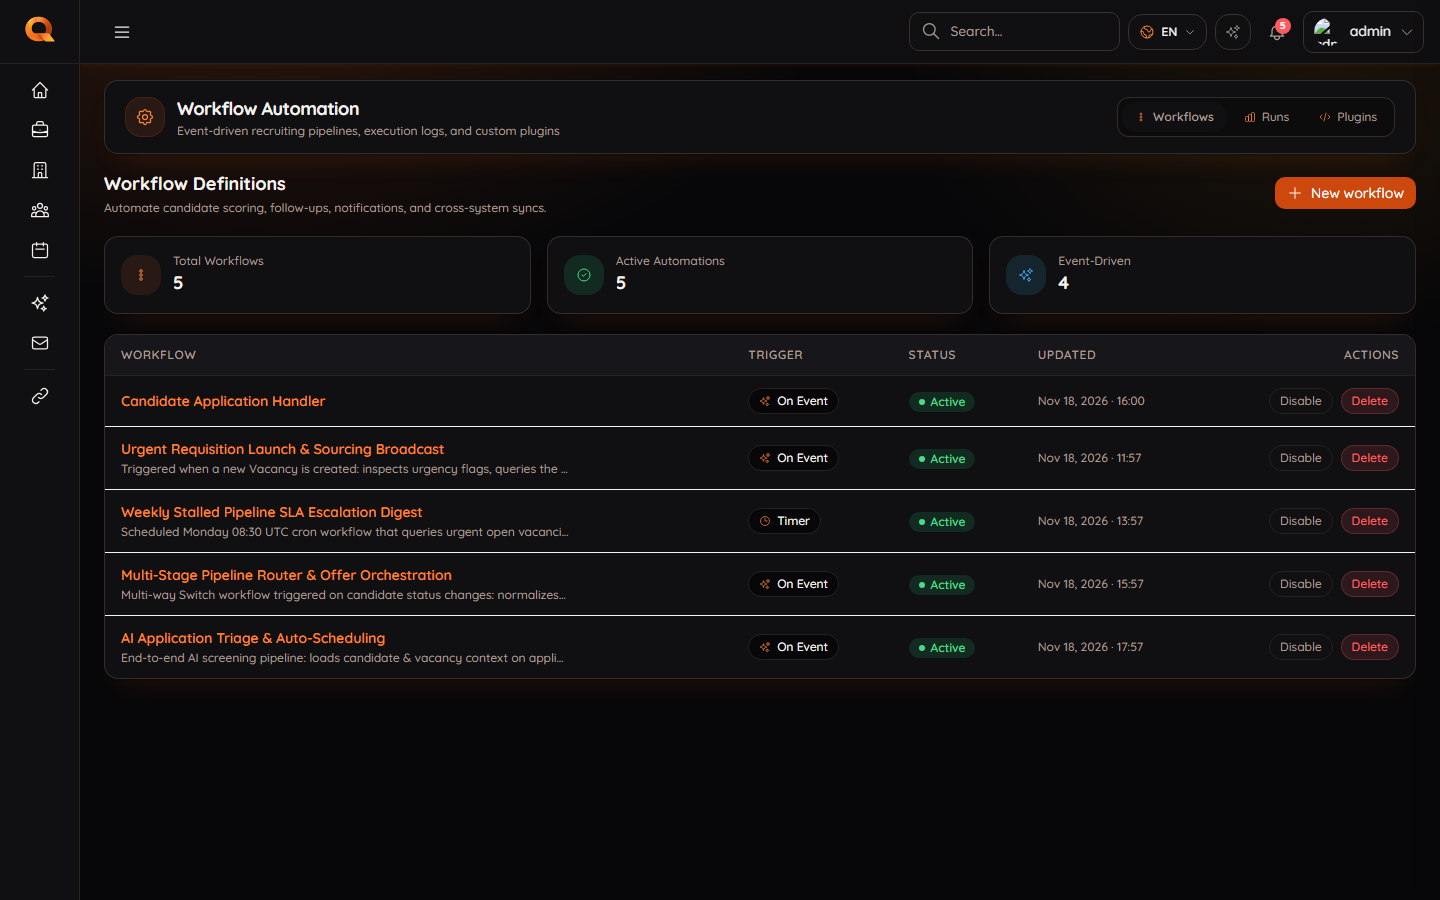 Search...
EN
5
admin
Workflow Automation
Event-driven recruiting pipelines, execution logs, and custom plugins
Workflows
Runs
Plugins
Workflow Definitions
Automate candidate scoring, follow-ups, notifications, and cross-system syncs.
New workflow
Total Workflows
5
Active Automations
5
Event-Driven
4
WORKFLOW TRIGGER STATUS UPDATED ACTIONS
Candidate Application Handler On Event Active Nov 18, 2026 · 16:00 Disable Delete
Urgent Requisition Launch & Sourcing Broadcast
Triggered when a new Vacancy is created: inspects urgency flags, queries the ...
On Event Active Nov 18, 2026 · 11:57 Disable Delete
Weekly Stalled Pipeline SLA Escalation Digest
Scheduled Monday 08:30 UTC cron workflow that queries urgent open vacanci...
Timer Active Nov 18, 2026 · 13:57 Disable Delete
Multi-Stage Pipeline Router & Offer Orchestration
Multi-way Switch workflow triggered on candidate status changes: normalizes...
On Event Active Nov 18, 2026 · 15:57 Disable Delete
AI Application Triage & Auto-Scheduling
End-to-end AI screening pipeline: loads candidate & vacancy context on appli...
On Event Active Nov 18, 2026 · 17:57 Disable Delete